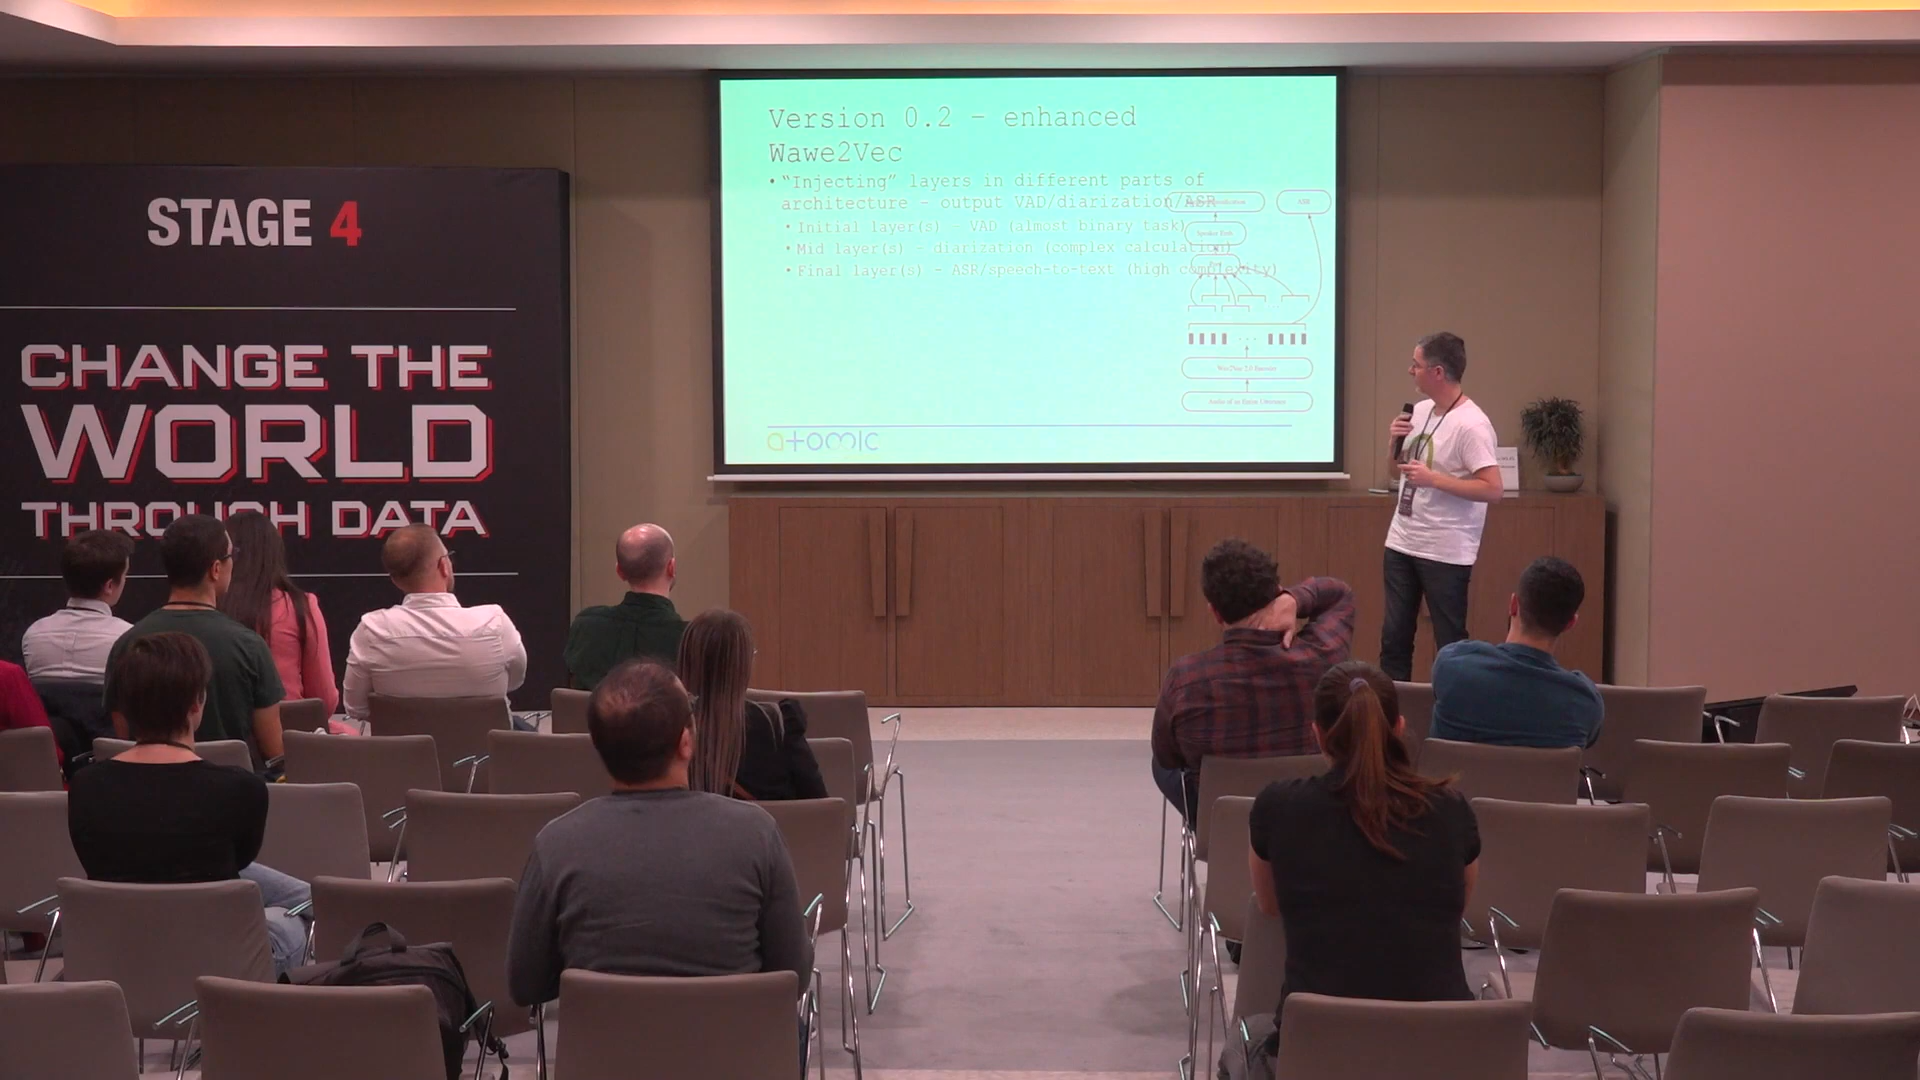 STAGE 4
CHANGE THE
WORLD
THROUGH DATA
Version 0.2 - enhanced
Wawe2Vec
• "Injecting" layers in different parts of
architecture - output VAD/diarization/ASR
• Initial layer(s) - VAD (almost binary task)
• Mid layer(s) - diarization (complex calculation)
• Final layer(s) - ASR/speech-to-text (high complexity)
ASR
atomic